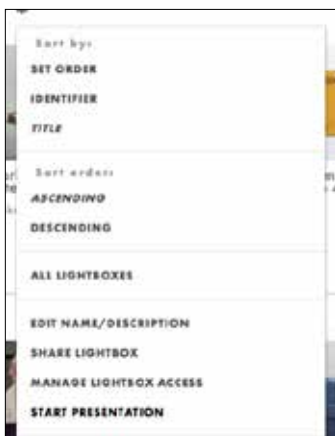 Sort by:
SET ORDER
IDENTIFIER
TITLE
Sort order:
ASCENDING
DESCENDING
ALL LIGHTBOXES
EDIT NAME/DESCRIPTION
SHARE LIGHTBOX
MANAGE LIGHTBOX ACCESS
START PRESENTATION